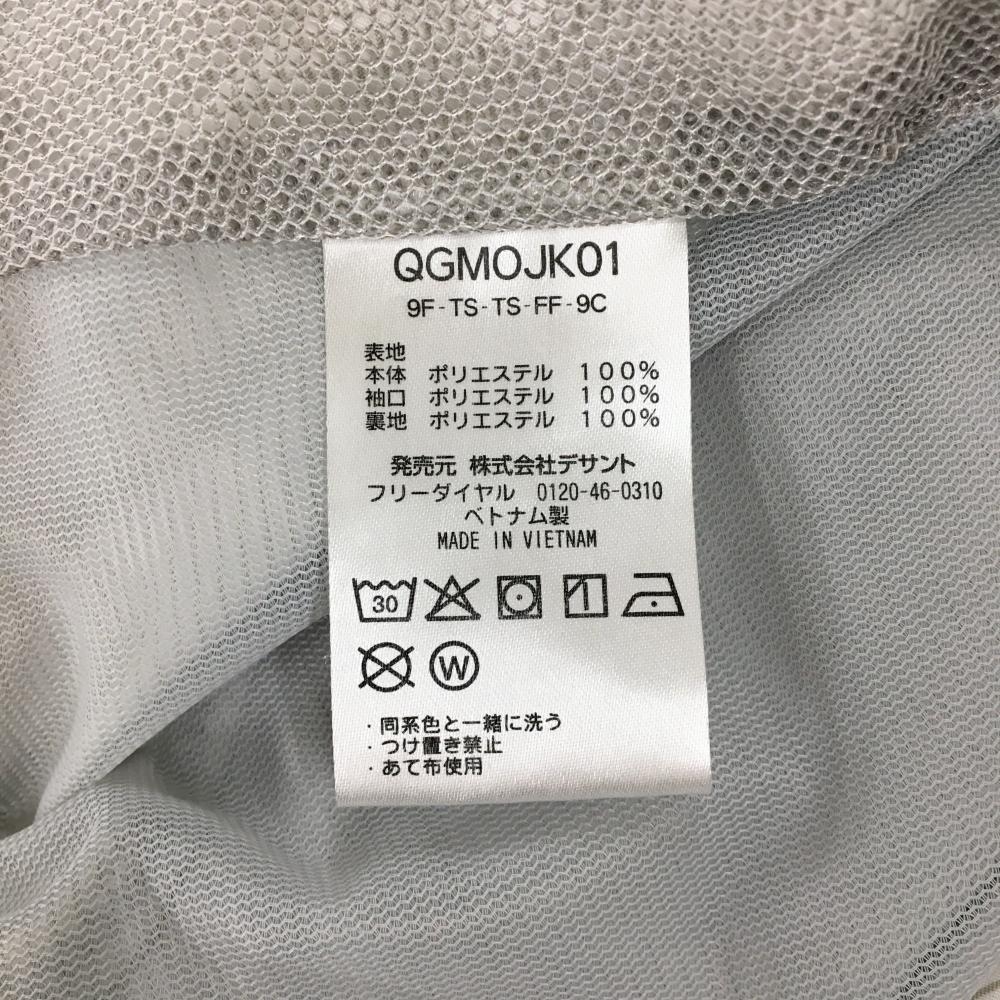 QGMOJK01
9F-TS-TS-FF-9C
表地
本体 ポリエステル 100%
袖口 ポリエステル 100%
裏地 ポリエステル 100%
発売元 株式会社デサント
フリーダイヤル 0120-46-0310
ベトナム製
MADE IN VIETNAM
30
W
・同系色と一緒に洗う
・つけ置き禁止
・あて布使用